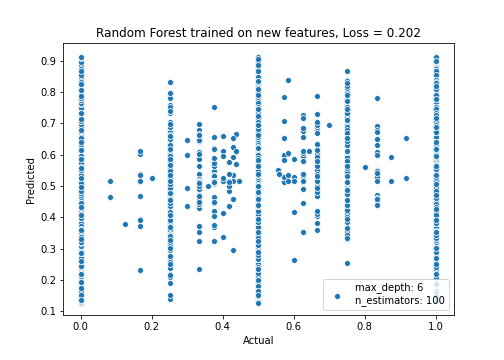 Random Forest trained on new features, Loss = 0.202
Predicted
0.9
0.8
0.7
0.6
0.5
0.4
0.3
0.2
0.1
max_depth: 6
n_estimators: 100
0.0 0.2 0.4 0.6 0.8 1.0
Actual